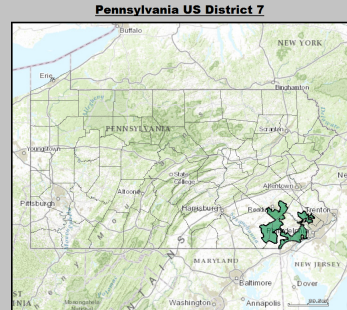 Pennsylvania US District 7
Buffalo
NEW YORK
Erie
Binghamton
PENNSYLVANIA
Scranton
Youngstown
State
College
Altoona
Allentown
Pittsburgh
Harrisburg
Trenton
MARYLAND
NEW JERSEY
Baltimore
Dover
Washington
Annapolis